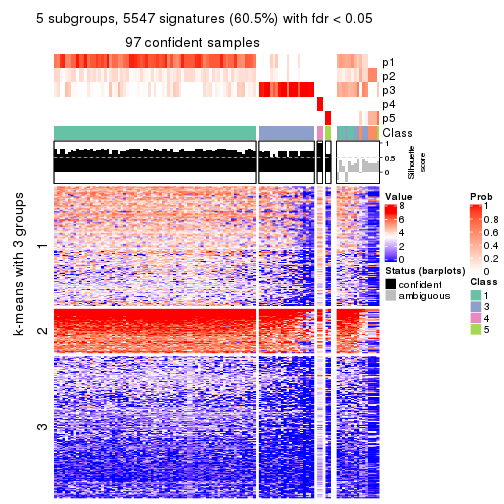 5 subgroups, 5547 signatures (60.5%) with fdr < 0.05
97 confident samples
p1
p2
p3
p4
p5
Class
1
0.5
0
Silhouette
score
k-means with 3 groups
1
2
3
Value
8
6
4
2
0
Status (barplots)
confident
ambiguous
Prob
1
0.8
0.6
0.4
0.2
0
Class
1
3
4
5